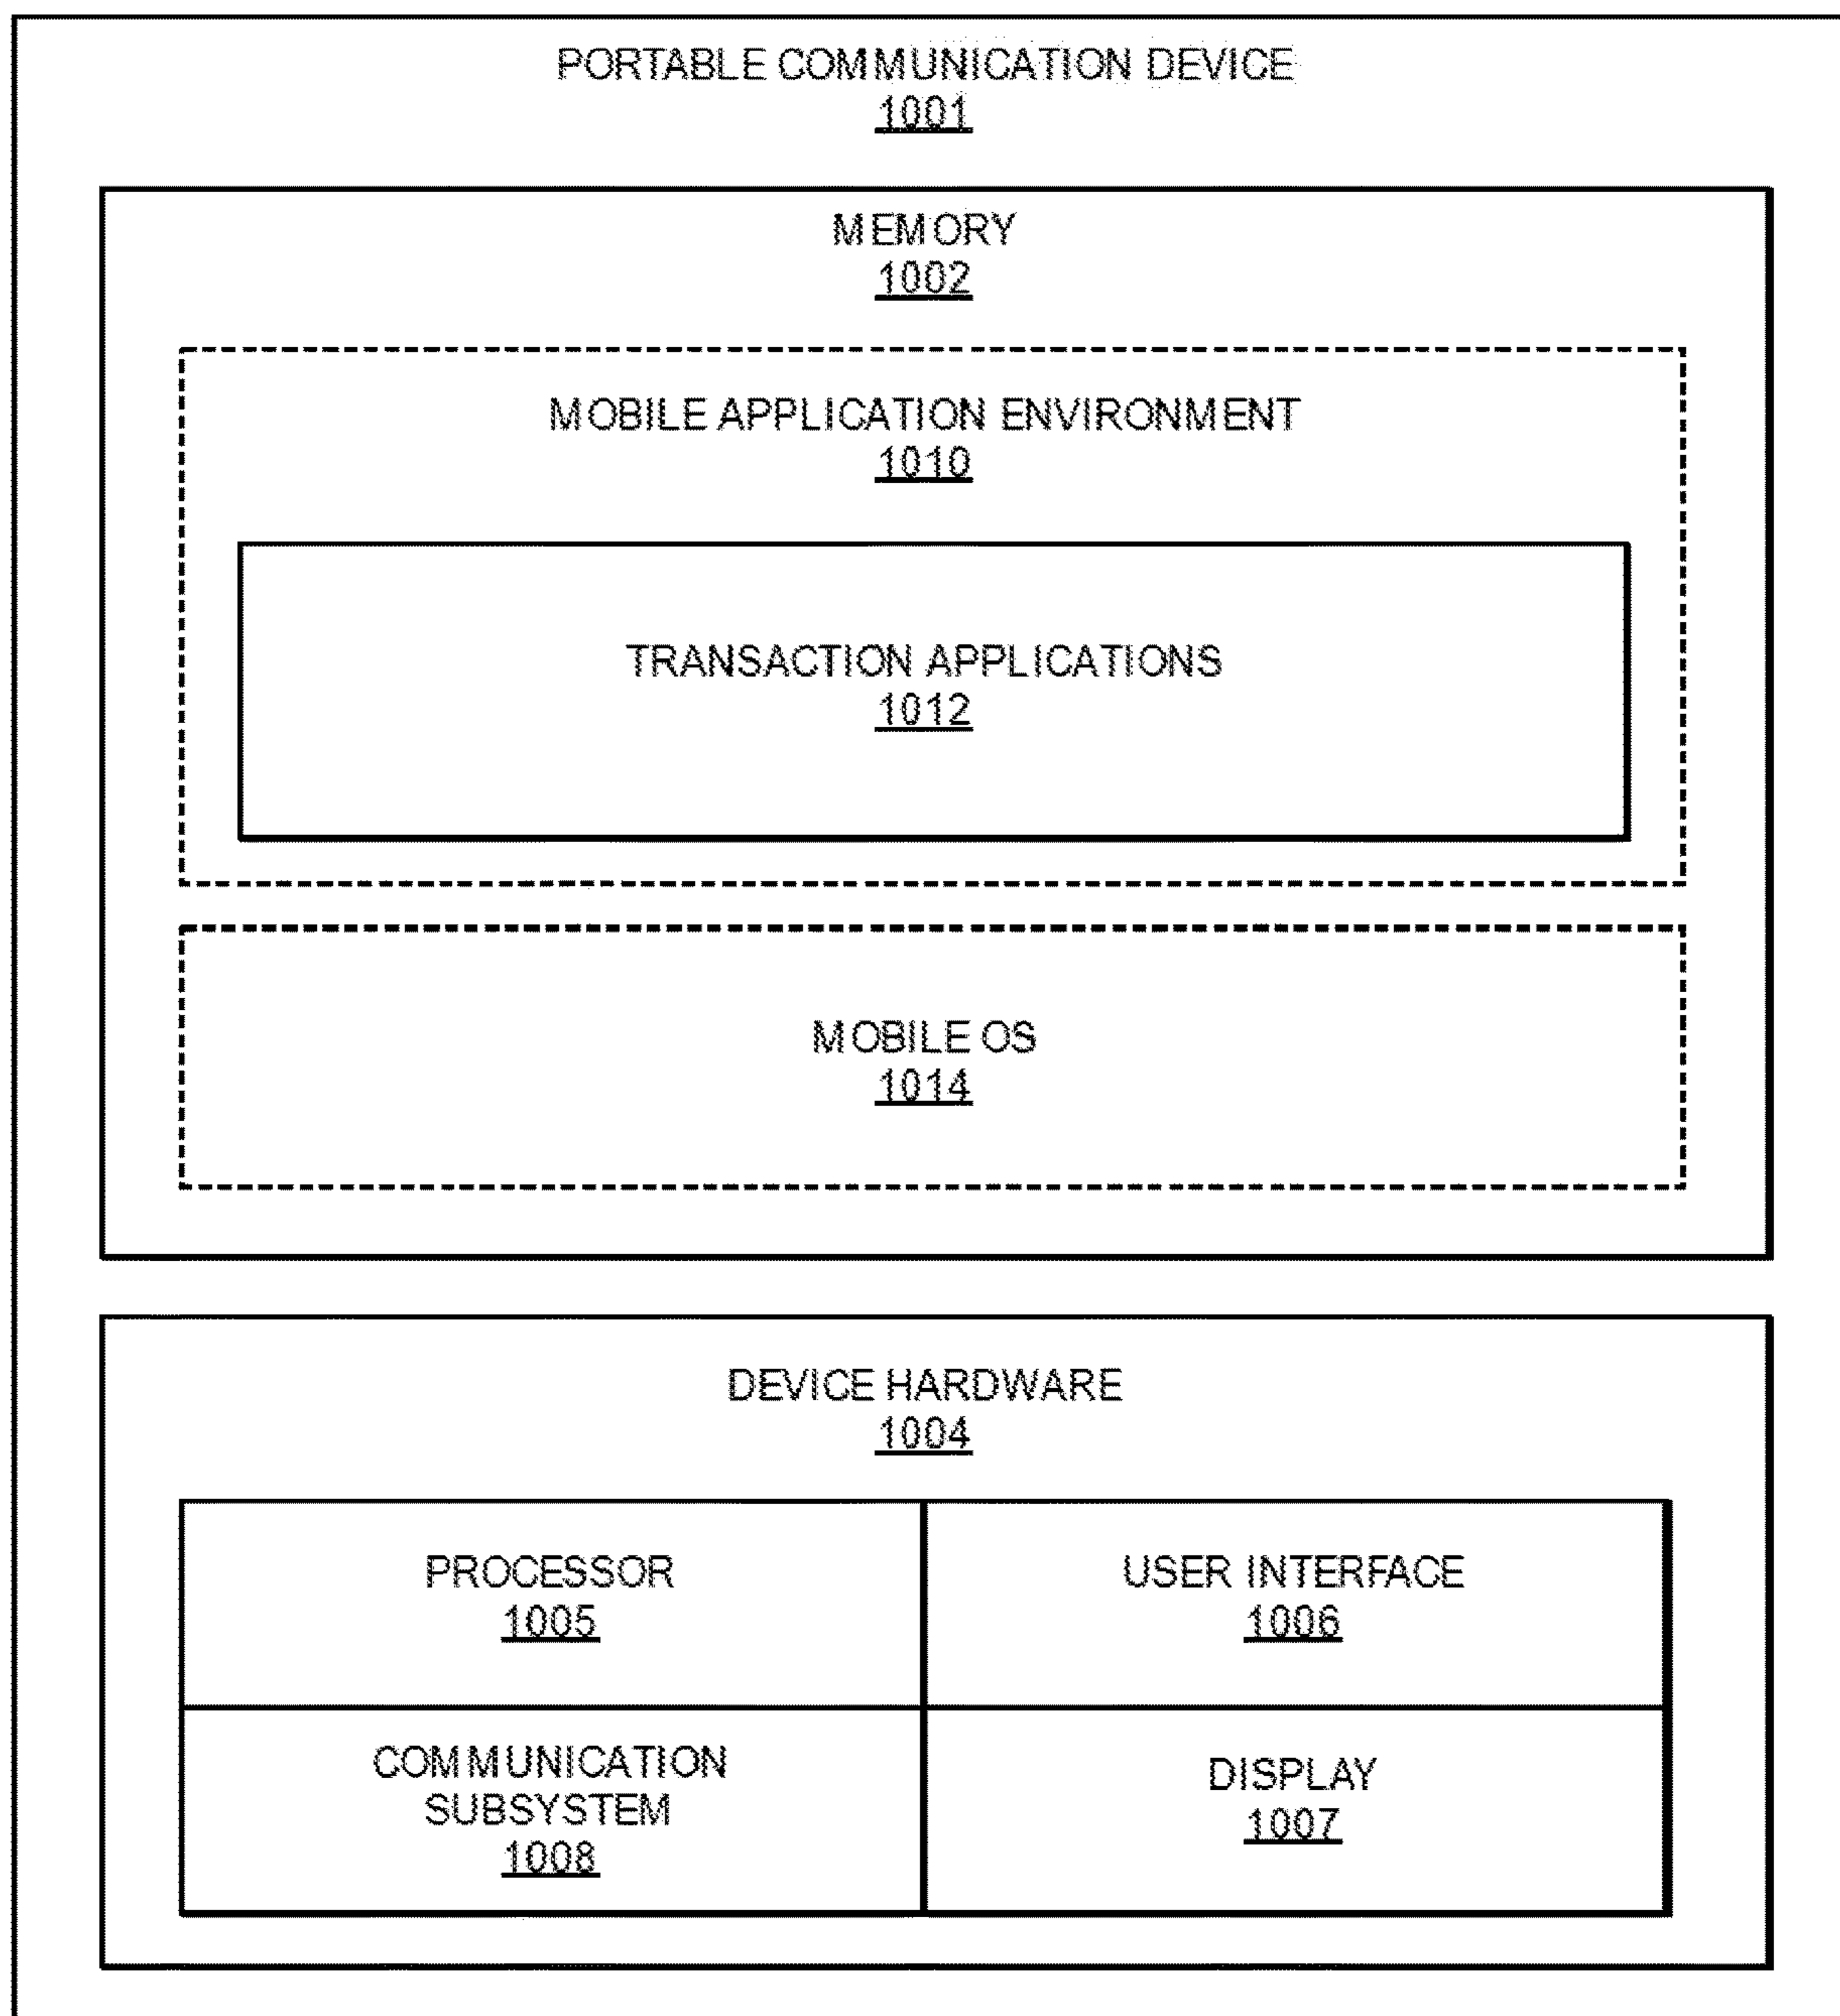 PORTABLE COMMUNICATION DEVICE
1001
MEMORY
1002
MOBILE APPLICATION ENVIRONMENT
1010
TRANSACTION APPLICATIONS
1012
MOBILE OS
1014
DEVICE HARDWARE
1004
PROCESSOR
1005
USER INTERFACE
1006
COMMUNICATION
SUBSYSTEM
1008
DISPLAY
1007